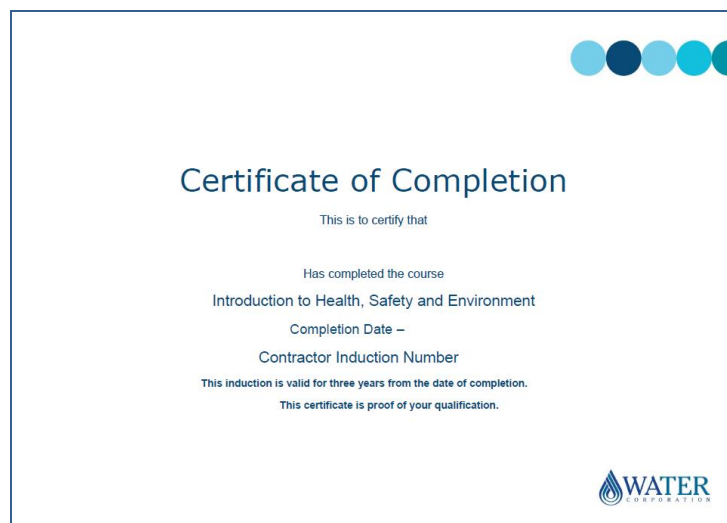 Certificate of Completion
This is to certify that
Has completed the course
Introduction to Health, Safety and Environment
Completion Date –
Contractor Induction Number
This induction is valid for three years from the date of completion.
This certificate is proof of your qualification.
WATER
CORPORATION